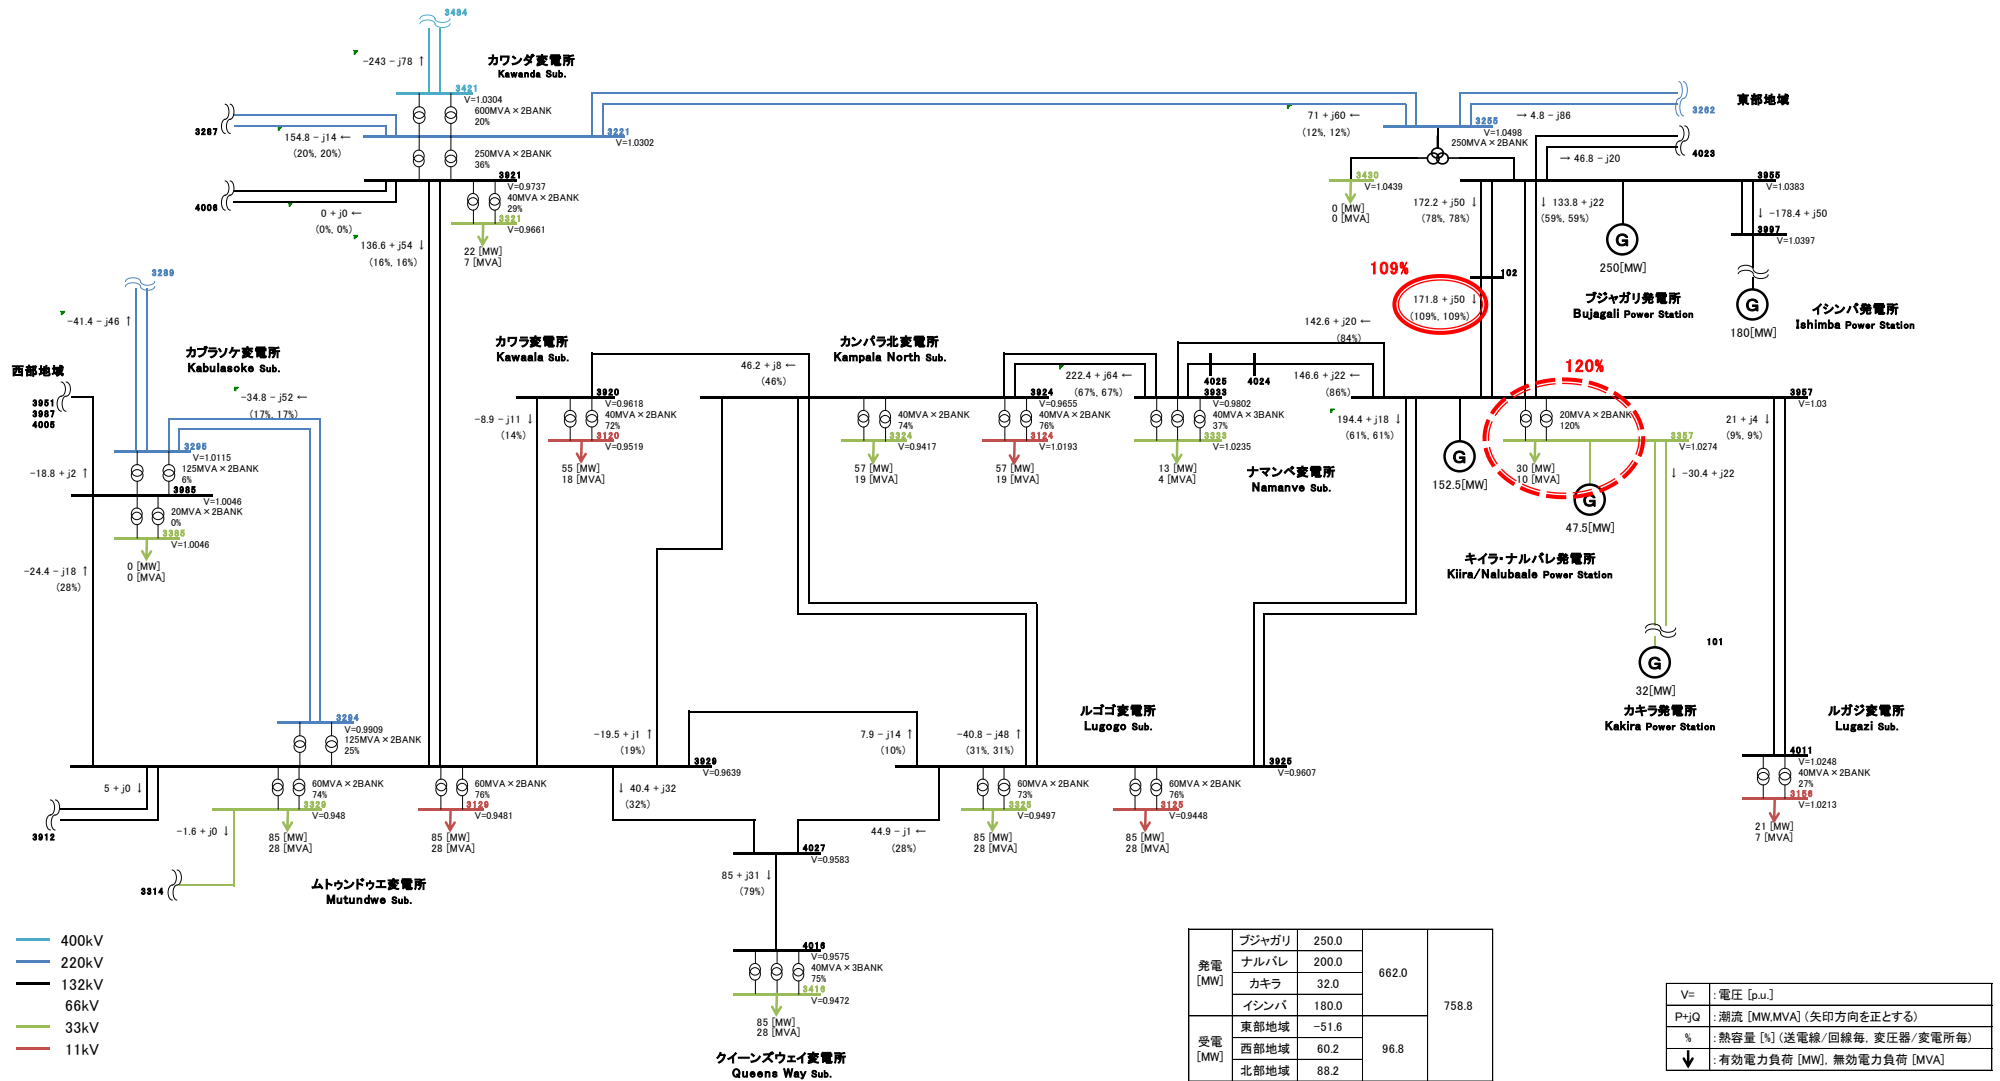 3484
-243 - j78 ↑
カワンダ変電所
Kawanda Sub.
3421
V=1.0304
600MVA×2BANK
20%
3287
154.8 - j14 ←
(20%, 20%)
3221
V=1.0302
250MVA×2BANK
36%
3921
V=0.9737
40MVA×2BANK
29%
3321
V=0.9661
4006
0 + j0 ←
(0%, 0%)
136.6 + j54 ↓
(16%, 16%)
22 [MW]
7 [MVA]
71 + j60 ←
(12%, 12%)
3255
V=1.0498
250MVA×2BANK
→ 4.8 - j86
3262
東部地域
4023
→ 46.8 - j20
3430
V=1.0439
0 [MW]
0 [MVA]
3955
V=1.0383
172.2 + j50 ↓
(78%, 78%)
↓ 133.8 + j22
(59%, 59%)
↓ -178.4 + j50
3997
V=1.0397
G
250[MW]
ブジャガリ発電所
Bujagali Power Station
G
180[MW]
イシンバ発電所
Ishimba Power Station
109%
102
171.8 + j50 ↓
(109%, 109%)
3289
-41.4 - j46 ↑
カブラソケ変電所
Kabulasoke Sub.
西部地域
3951
3987
4005
-34.8 - j52 ←
(17%, 17%)
3295
V=1.0115
125MVA×2BANK
6%
-18.8 + j2 ↑
3985
V=1.0046
20MVA×2BANK
0%
3385
V=1.0046
0 [MW]
0 [MVA]
-24.4 - j18 ↑
(28%)
カワラ変電所
Kawaala Sub.
3920
V=0.9618
40MVA×2BANK
72%
3120
V=0.9519
55 [MW]
18 [MVA]
-8.9 - j11 ↓
(14%)
46.2 + j8 ←
(46%)
カンパラ北変電所
Kampala North Sub.
3924
V=0.9655
40MVA×2BANK
74%
3324
V=0.9417
57 [MW]
19 [MVA]
40MVA×2BANK
76%
3124
V=1.0193
57 [MW]
19 [MVA]
222.4 + j64 ←
(67%, 67%)
3933
V=0.9802
40MVA×3BANK
37%
3333
V=1.0235
13 [MW]
4 [MVA]
ナマンベ変電所
Namanve Sub.
4025
4024
142.6 + j20 ←
(84%)
146.6 + j22 ←
(86%)
194.4 + j18 ↓
(61%, 61%)
120%
3957
V=1.03
20MVA×2BANK
120%
3357
V=1.0274
30 [MW]
10 [MVA]
G
152.5[MW]
G
47.5[MW]
21 + j4 ↓
(9%, 9%)
↓ -30.4 + j22
キイラ・ナルバレ発電所
Kiira/Nalubaale Power Station
101
G
32[MW]
カキラ発電所
Kakira Power Station
ルガジ変電所
Lugazi Sub.
4011
V=1.0248
40MVA×2BANK
27%
3156
V=1.0213
21 [MW]
7 [MVA]
3294
V=0.9909
125MVA×2BANK
25%
3929
V=0.9639
5 + j0 ↓
3912
60MVA×2BANK
74%
3329
V=0.948
85 [MW]
28 [MVA]
-1.6 + j0 ↓
3314
60MVA×2BANK
76%
3129
V=0.9481
85 [MW]
28 [MVA]
ムトゥンドゥエ変電所
Mutundwe Sub.
-19.5 + j1 ↑
(19%)
↓ 40.4 + j32
(32%)
7.9 - j14 ↑
(10%)
-40.8 - j48 ↑
(31%, 31%)
ルゴゴ変電所
Lugogo Sub.
3925
V=0.9607
60MVA×2BANK
73%
3325
V=0.9497
85 [MW]
28 [MVA]
60MVA×2BANK
76%
3125
V=0.9448
85 [MW]
28 [MVA]
44.9 - j1 ←
(28%)
4027
V=0.9583
85 + j31 ↓
(79%)
4016
V=0.9575
40MVA×3BANK
75%
3416
V=0.9472
85 [MW]
28 [MVA]
クイーンズウェイ変電所
Queens Way Sub.
400kV
220kV
132kV
66kV
33kV
11kV
発電 [MW]
ブジャガリ 250.0
ナルバレ 200.0
カキラ 32.0
イシンバ 180.0
662.0
受電 [MW]
東部地域 -51.6
西部地域 60.2
北部地域 88.2
96.8
758.8
V= :電圧 [p.u.]
P+jQ :潮流 [MW,MVA] (矢印方向を正とする)
% :熱容量 [%] (送電線/回線毎, 変圧器/変電所毎)
↓ :有効電力負荷 [MW], 無効電力負荷 [MVA]